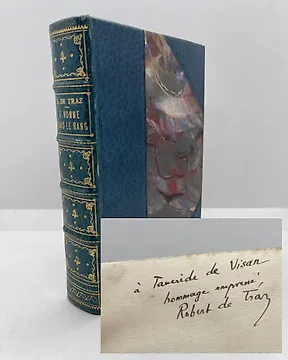 R. DE TRAZ
L'HOMME
DANS LE RANG
à Tancrède de Visan
hommage empressé,
Robert de Traz